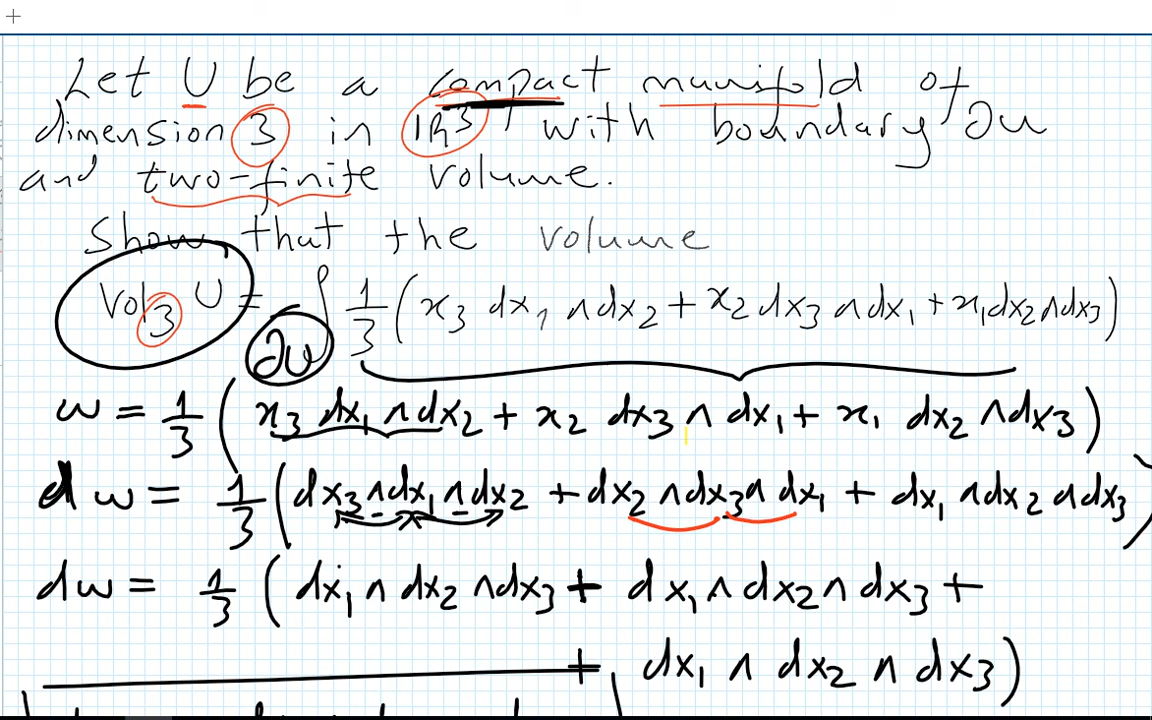 Let U be a compact manifold of
dimension 3 in ℝ³, with boundary ∂u
and two-finite volume.
Show that the volume
Vol₃ U = ∫_∂U 1/3 (x₃ dx₁ ∧ dx₂ + x₂ dx₃ ∧ dx₁ + x₁ dx₂ ∧ dx₃)
w = 1/3 (x₃ dx₁ ∧ dx₂ + x₂ dx₃ ∧ dx₁ + x₁ dx₂ ∧ dx₃)
dw = 1/3 (dx₃ ∧ dx₁ ∧ dx₂ + dx₂ ∧ dx₃ ∧ dx₁ + dx₁ ∧ dx₂ ∧ dx₃)
dw = 1/3 (dx₁ ∧ dx₂ ∧ dx₃ + dx₁ ∧ dx₂ ∧ dx₃ +
+ dx₁ ∧ dx₂ ∧ dx₃)